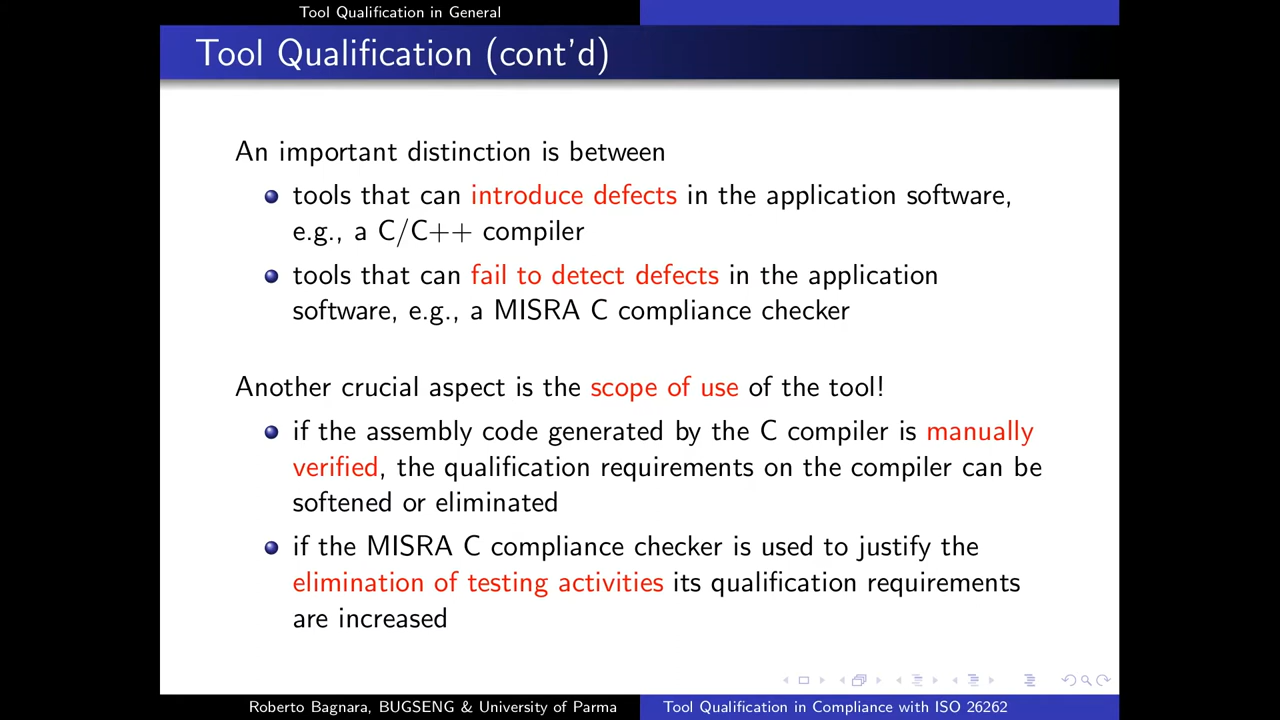 Tool Qualification in General
Tool Qualification (cont'd)
An important distinction is between
tools that can introduce defects in the application software,
e.g., a C/C++ compiler
tools that can fail to detect defects in the application
software, e.g., a MISRA C compliance checker
Another crucial aspect is the scope of use of the tool!
if the assembly code generated by the C compiler is manually
verified, the qualification requirements on the compiler can be
softened or eliminated
if the MISRA C compliance checker is used to justify the
elimination of testing activities its qualification requirements
are increased
Roberto Bagnara, BUGSENG & University of Parma
Tool Qualification in Compliance with ISO 26262